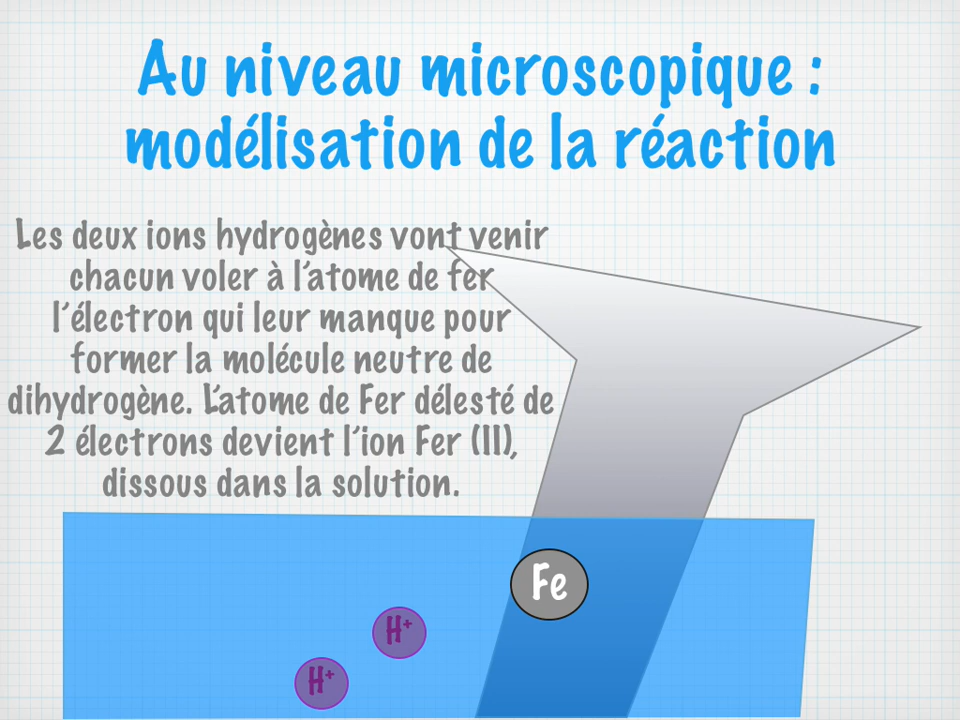 Au niveau microscopique :
modélisation de la réaction
Les deux ions hydrogènes vont venir
chacun voler à l'atome de fer
l'électron qui leur manque pour
former la molécule neutre de
dihydrogène. L'atome de Fer délesté de
2 électrons devient l'ion Fer (II),
dissous dans la solution.
Fe
H⁺
H⁺